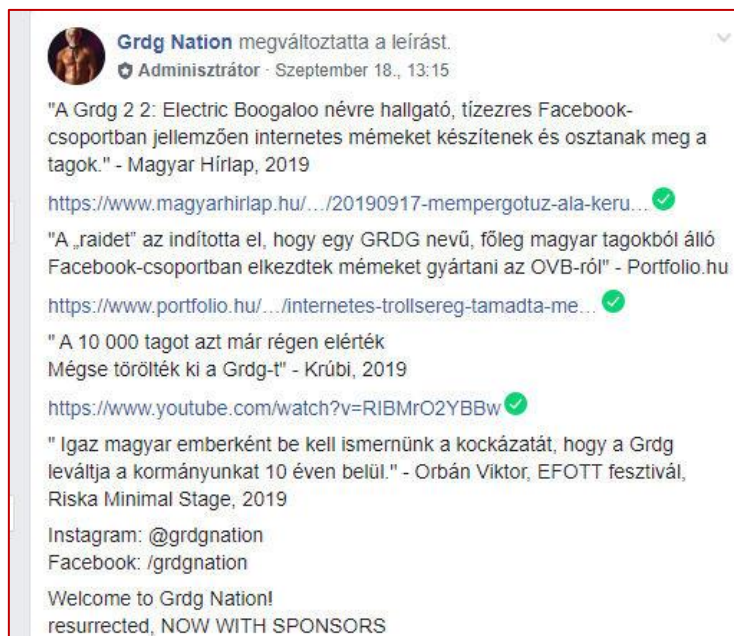 Grdg Nation megváltoztatta a leírást.
Adminisztrátor · Szeptember 18., 13:15
"A Grdg 2 2: Electric Boogaloo névre hallgató, tízezres Facebook-
csoportban jellemzően internetes mémeket készítenek és osztanak meg a
tagok." - Magyar Hírlap, 2019
https://www.magyarhirlap.hu/…/20190917-mempergotuz-ala-keru…
"A „raidet” az indította el, hogy egy GRDG nevű, főleg magyar tagokból álló
Facebook-csoportban elkezdtek mémeket gyártani az OVB-ról" - Portfolio.hu
https://www.portfolio.hu/…/internetes-trollsereg-tamadta-me…
" A 10 000 tagot azt már régen elérték
Mégse törölték ki a Grdg-t" - Krúbi, 2019
https://www.youtube.com/watch?v=RIBMrO2YBBw
" Igaz magyar emberként be kell ismernünk a kockázatát, hogy a Grdg
leváltja a kormányunkat 10 éven belül." - Orbán Viktor, EFOTT fesztivál,
Riska Minimal Stage, 2019
Instagram: @grdgnation
Facebook: /grdgnation
Welcome to Grdg Nation!
resurrected, NOW WITH SPONSORS